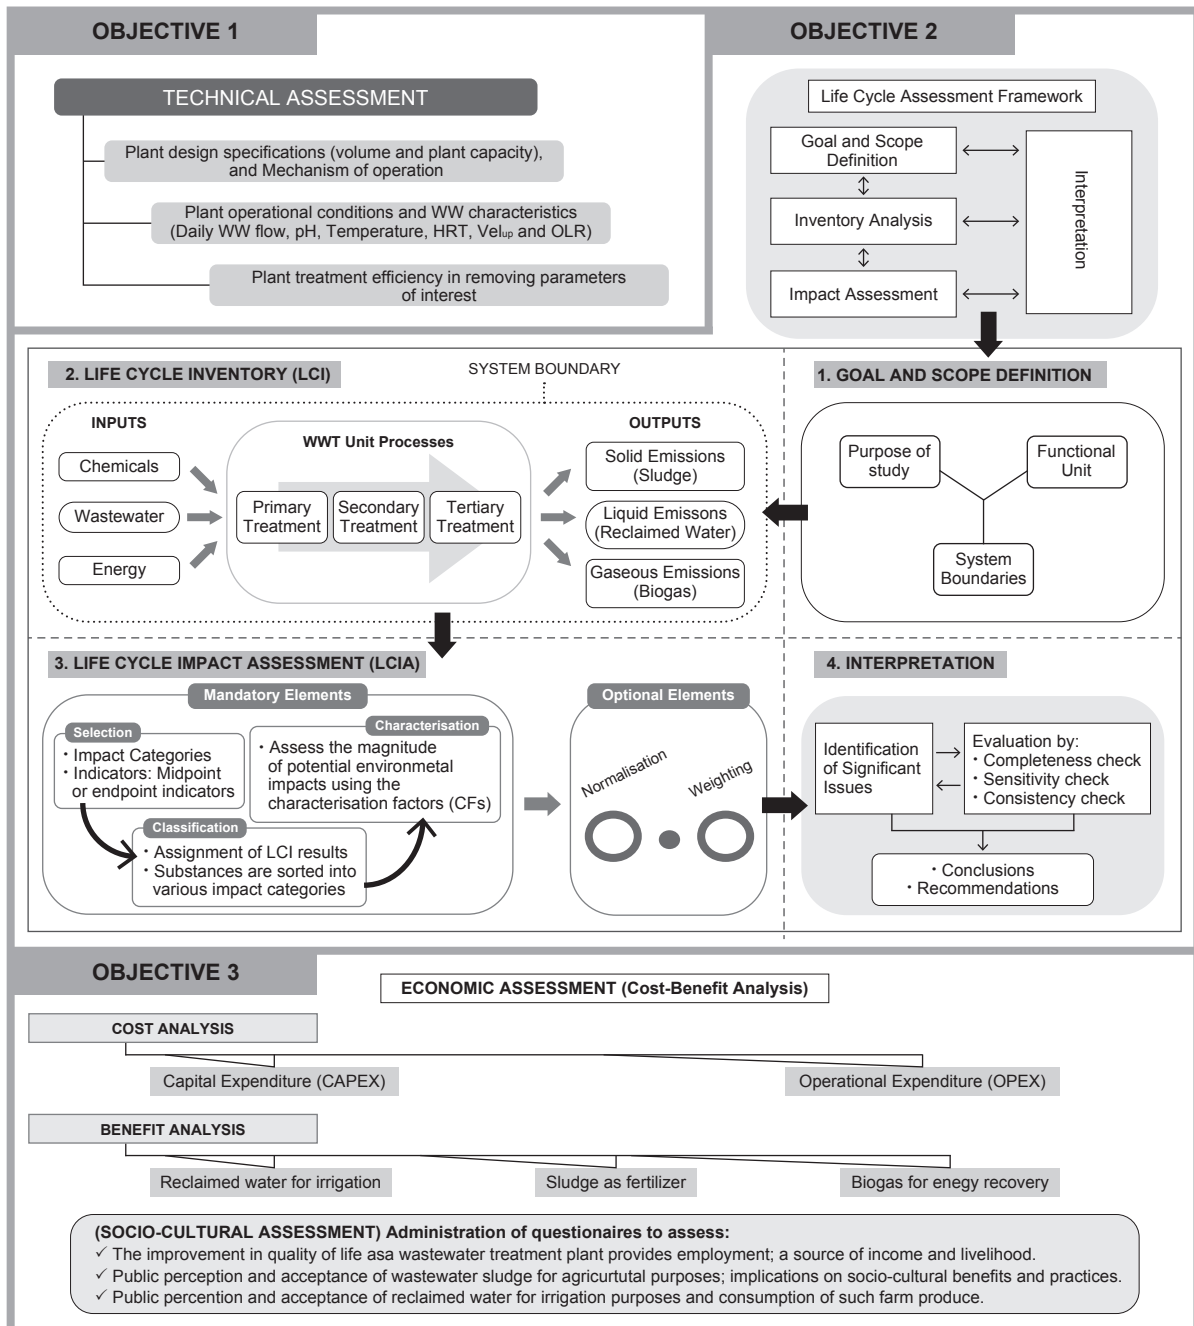 OBJECTIVE 1
TECHNICAL ASSESSMENT
Plant design specifications (volume and plant capacity),
and Mechanism of operation
Plant operational conditions and WW characteristics
(Daily WW flow, pH, Temperature, HRT, Velup and OLR)
Plant treatment efficiency in removing parameters
of interest
OBJECTIVE 2
Life Cycle Assessment Framework
Goal and Scope
Definition
Inventory Analysis
Impact Assessment
Interpretation
2. LIFE CYCLE INVENTORY (LCI)
SYSTEM BOUNDARY
INPUTS
Chemicals
Wastewater
Energy
WWT Unit Processes
Primary
Treatment
Secondary
Treatment
Tertiary
Treatment
OUTPUTS
Solid Emissions
(Sludge)
Liquid Emissons
(Reclaimed Water)
Gaseous Emissions
(Biogas)
1. GOAL AND SCOPE DEFINITION
Purpose of
study
Functional
Unit
System
Boundaries
3. LIFE CYCLE IMPACT ASSESSMENT (LCIA)
Mandatory Elements
Selection
· Impact Categories
· Indicators: Midpoint
or endpoint indicators
Characterisation
· Assess the magnitude
of potential environmetal
impacts using the
characterisation factors (CFs)
Classification
· Assignment of LCI results
· Substances are sorted into
various impact categories
Optional Elements
Normalisation
Weighting
4. INTERPRETATION
Identification
of Significant
Issues
Evaluation by:
· Completeness check
· Sensitivity check
· Consistency check
· Conclusions
· Recommendations
OBJECTIVE 3
ECONOMIC ASSESSMENT (Cost-Benefit Analysis)
COST ANALYSIS
Capital Expenditure (CAPEX)
Operational Expenditure (OPEX)
BENEFIT ANALYSIS
Reclaimed water for irrigation
Sludge as fertilizer
Biogas for enegy recovery
(SOCIO-CULTURAL ASSESSMENT) Administration of questionaires to assess:
✓ The improvement in quality of life asa wastewater treatment plant provides employment; a source of income and livelihood.
✓ Public perception and acceptance of wastewater sludge for agricurtutal purposes; implications on socio-cultural benefits and practices.
✓ Public percention and acceptance of reclaimed water for irrigation purposes and consumption of such farm produce.